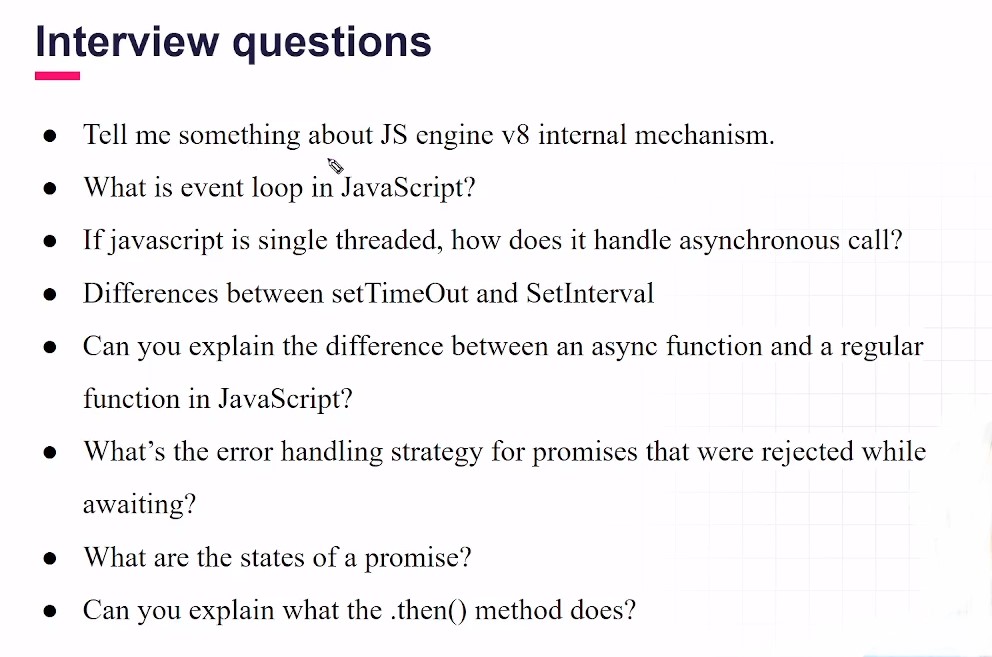 Interview questions
● Tell me something about JS engine v8 internal mechanism.
● What is event loop in JavaScript?
● If javascript is single threaded, how does it handle asynchronous call?
● Differences between setTimeOut and SetInterval
● Can you explain the difference between an async function and a regular
function in JavaScript?
● What’s the error handling strategy for promises that were rejected while
awaiting?
● What are the states of a promise?
● Can you explain what the .then() method does?